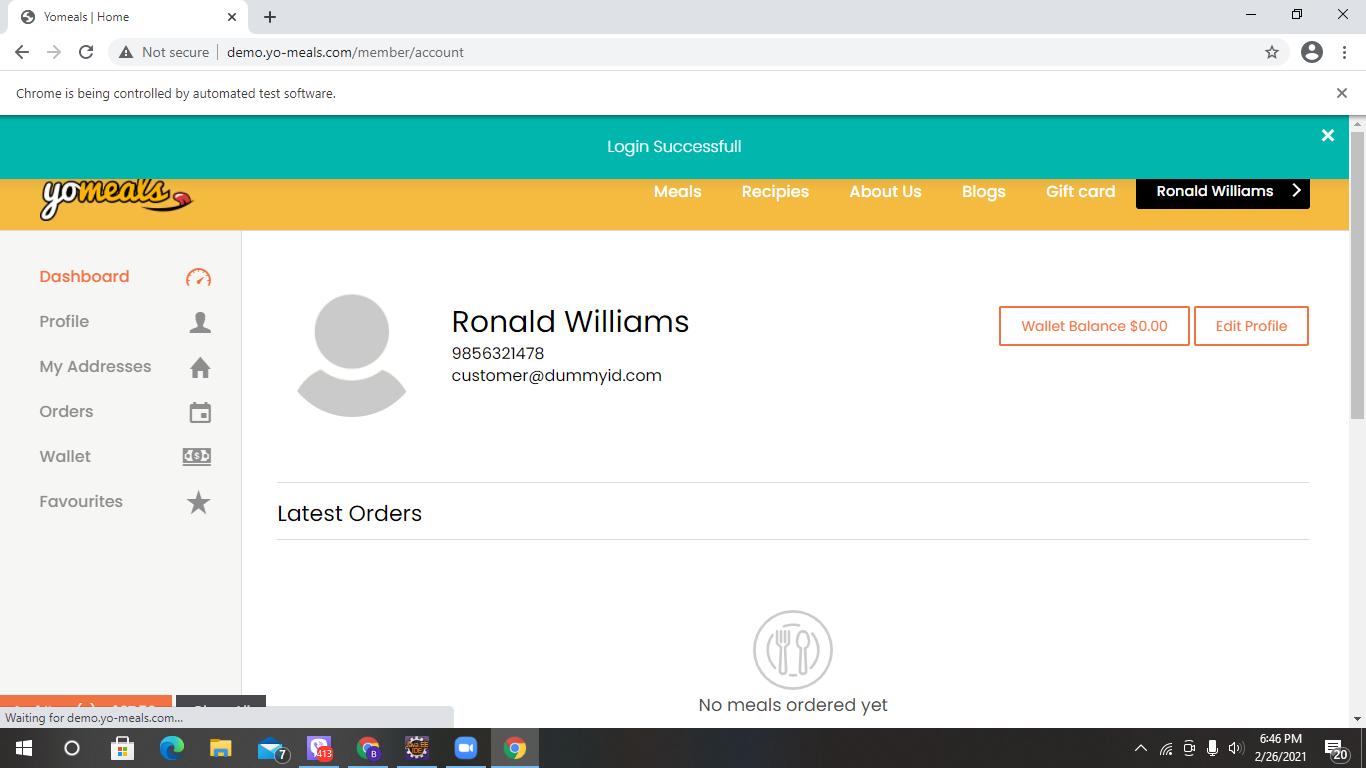 Yomeals | Home
Not secure
demo.yo-meals.com/member/account
Chrome is being controlled by automated test software.
Login Successfull
yomeals
Meals
Recipies
About Us
Blogs
Gift card
Ronald Williams
Dashboard
Profile
My Addresses
Orders
Wallet
Favourites
Ronald Williams
9856321478
customer@dummyid.com
Wallet Balance $0.00
Edit Profile
Latest Orders
No meals ordered yet
Waiting for demo.yo-meals.com...
7
413
B
Java EE
IDE
6:46 PM
2/26/2021
20